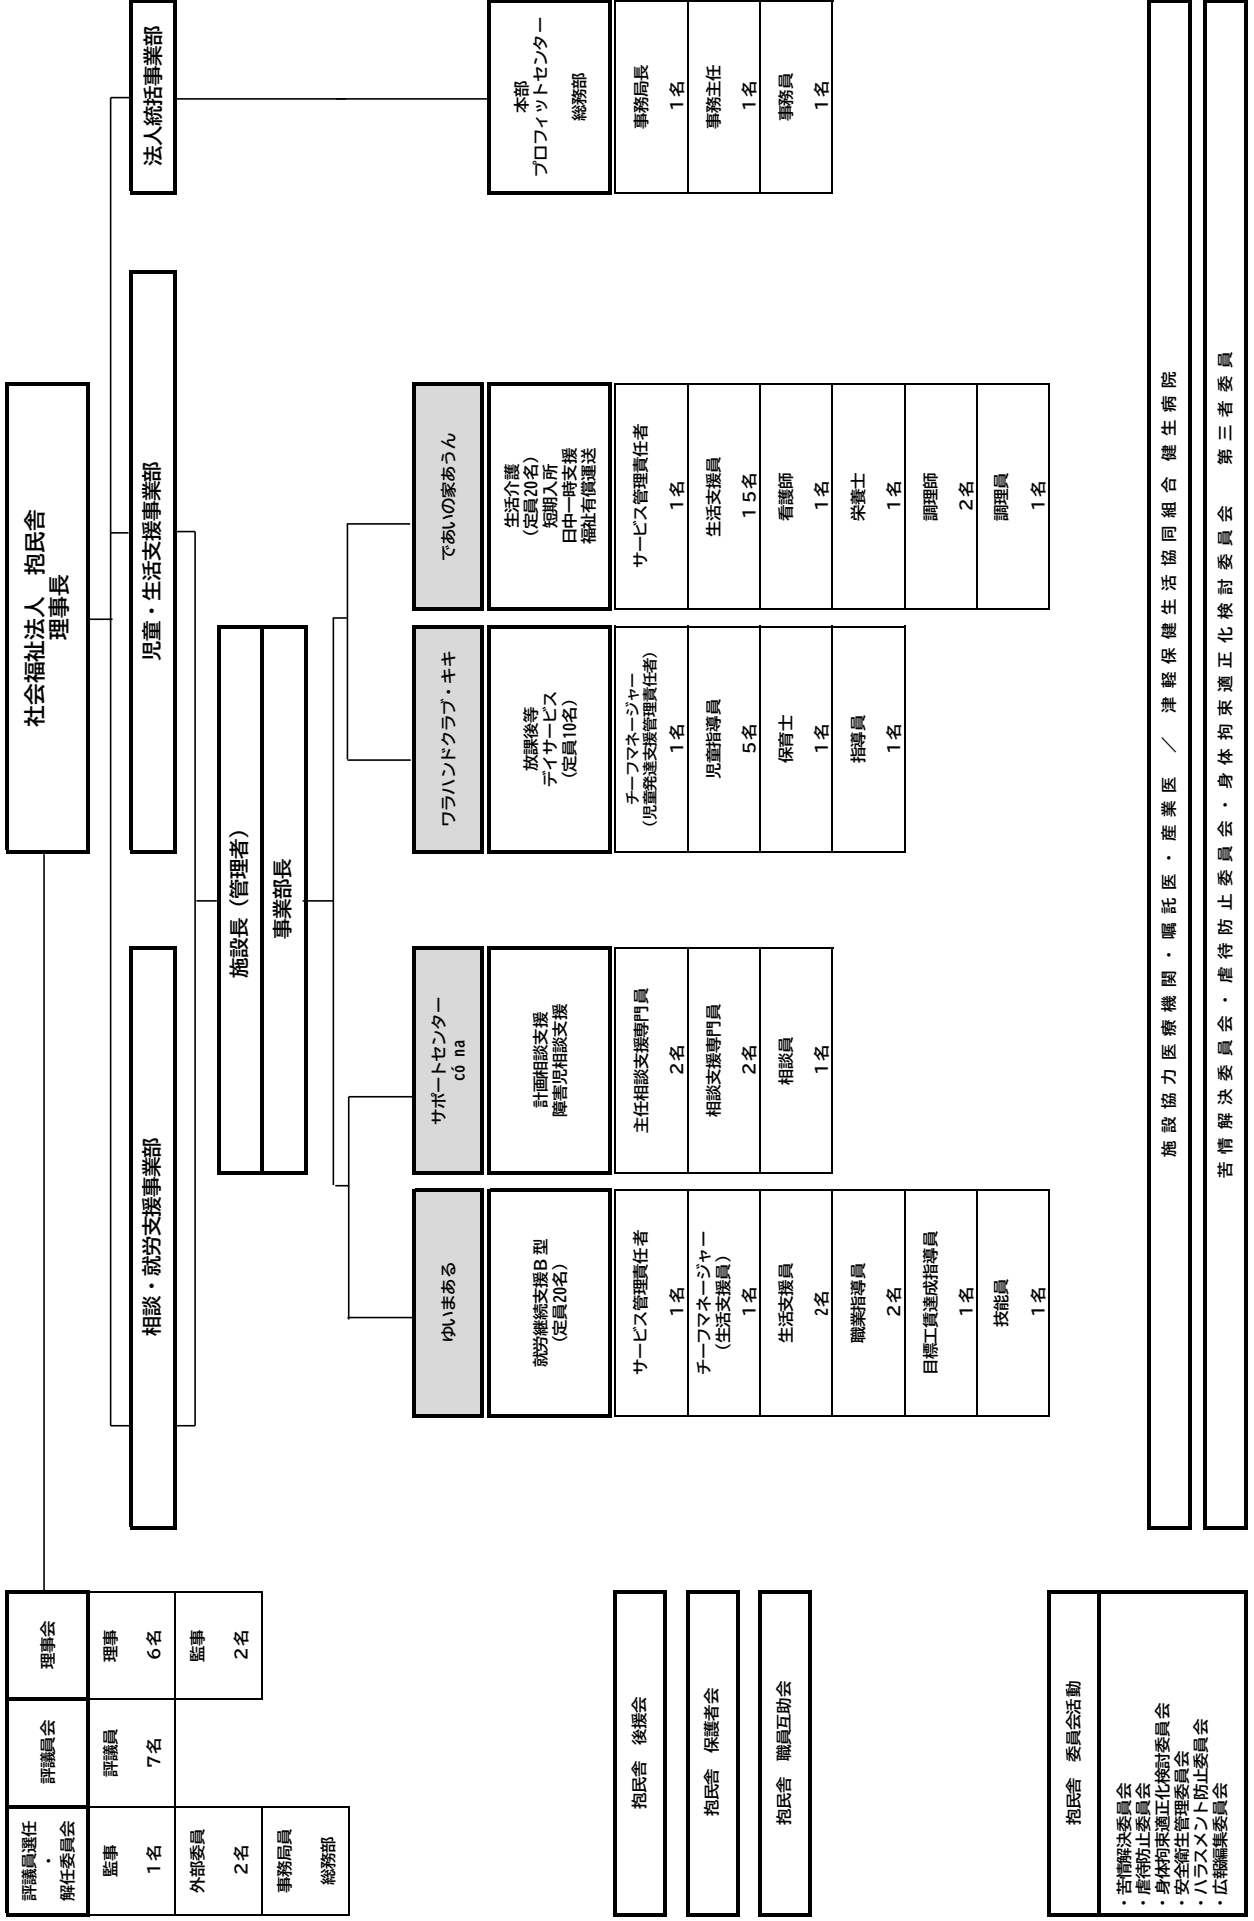 評議員選任
・
解任委員会
監事
１名
外部委員
２名
事務局員
総務部
評議員会
評議員
７名
理事会
理事
６名
監事
２名
社会福祉法人　抱民舎
理事長
相談・就労支援事業部
児童・生活支援事業部
法人統括事業部
施設長（管理者）
事業部長
ゆいまある
就労継続支援Ｂ型
（定員20名）
サービス管理責任者
１名
チーフマネージャー
（生活支援員）
１名
生活支援員
2名
職業指導員
２名
目標工賃達成指導員
１名
技能員
１名
サポートセンター
có na
計画相談支援
障害児相談支援
主任相談支援専門員
２名
相談支援専門員
２名
相談員
１名
ワラハンドクラブ・キキ
放課後等
デイサービス
（定員10名）
チーフマネージャー
（児童発達支援管理責任者）
１名
児童指導員
５名
保育士
１名
指導員
１名
であいの家あうん
生活介護
（定員20名）
短期入所
日中一時支援
福祉有償運送
サービス管理責任者
１名
生活支援員
１５名
看護師
１名
栄養士
１名
調理師
２名
調理員
１名
本部
プロフィットセンター
総務部
事務局長
１名
事務主任
１名
事務員
１名
抱民舎　後援会
抱民舎　保護者会
抱民舎　職員互助会
抱民舎　委員会活動
・苦情解決委員会
・虐待防止委員会
・身体拘束適正化検討委員会
・安全衛生管理委員会
・ハラスメント防止委員会
・広報編集委員会
施設協力医療機関・嘱託医・産業医　／　津軽保健生活協同組合 健生病院
苦情解決委員会・虐待防止委員会・身体拘束適正化検討委員会　第三者委員